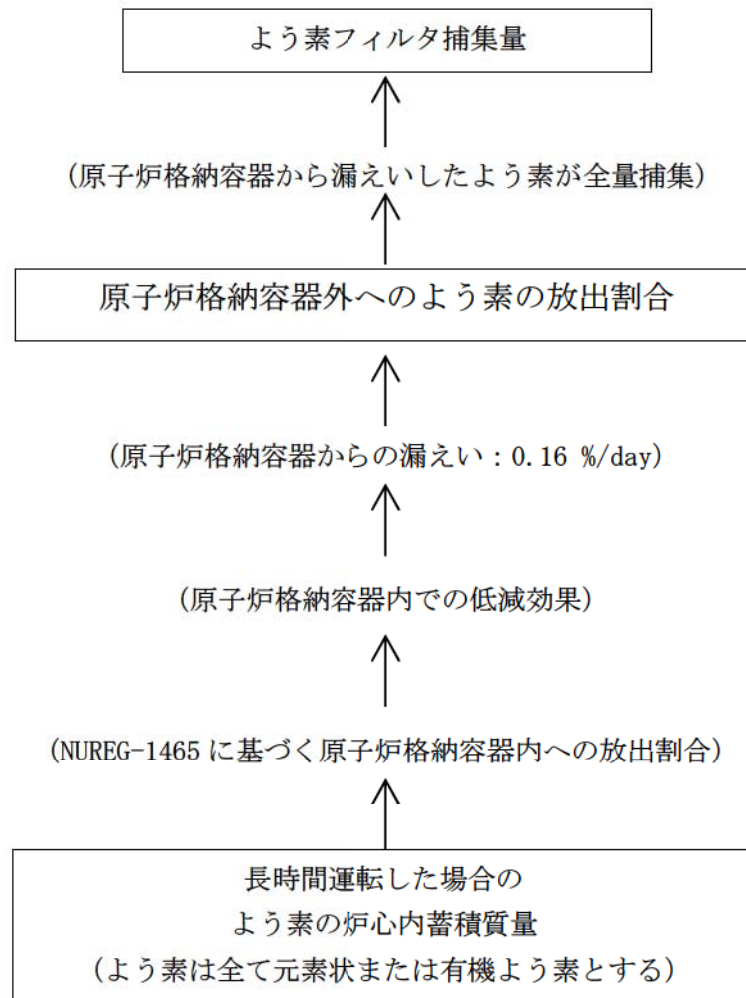 よう素フィルタ捕集量
(原子炉格納容器から漏えいしたよう素が全量捕集)
原子炉格納容器外へのよう素の放出割合
(原子炉格納容器からの漏えい：0.16 %/day)
(原子炉格納容器内での低減効果)
(NUREG-1465 に基づく原子炉格納容器内への放出割合)
長時間運転した場合の
よう素の炉心内蓄積質量
(よう素は全て元素状または有機よう素とする)